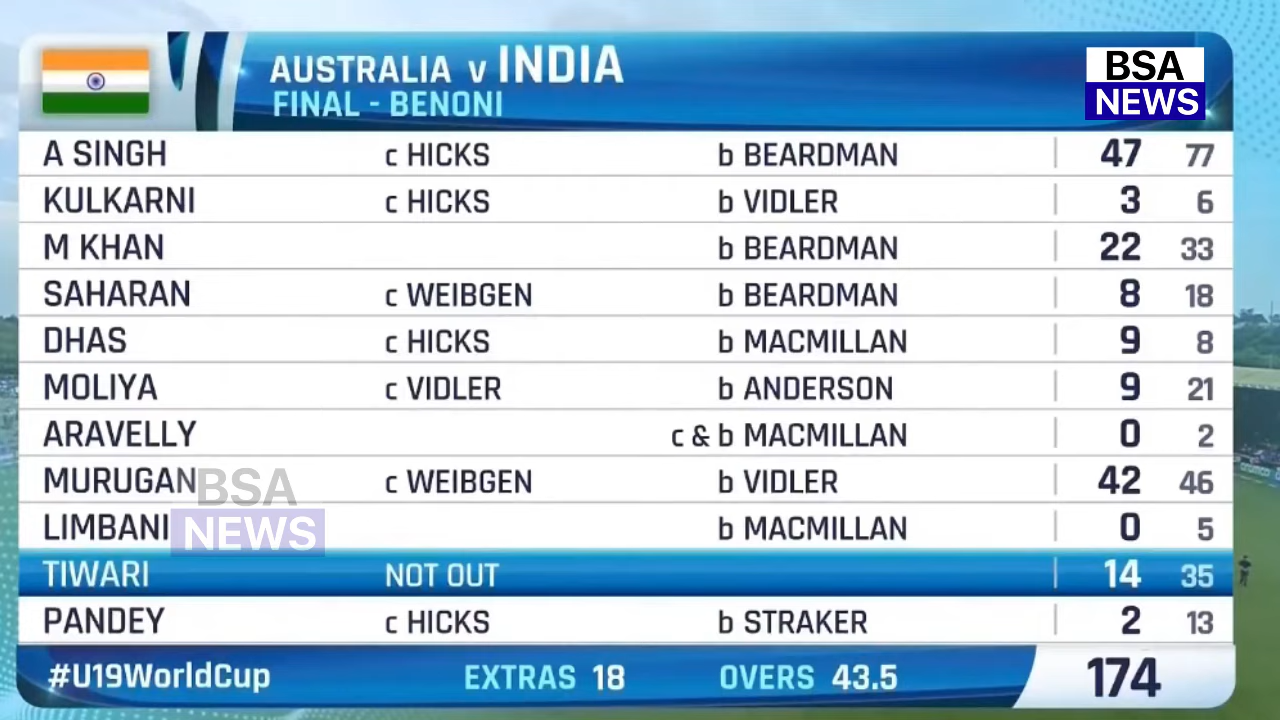 AUSTRALIA v INDIA
FINAL - BENONI
BSA
NEWS
A SINGH c HICKS b BEARDMAN 47 77
KULKARNI c HICKS b VIDLER 3 6
M KHAN b BEARDMAN 22 33
SAHARAN c WEIBGEN b BEARDMAN 8 18
DHAS c HICKS b MACMILLAN 9 8
MOLIYA c VIDLER b ANDERSON 9 21
ARAVELLY c & b MACMILLAN 0 2
MURUGAN c WEIBGEN b VIDLER 42 46
BSA
LIMBANI b MACMILLAN 0 5
NEWS
TIWARI NOT OUT 14 35
PANDEY c HICKS b STRAKER 2 13
#U19WorldCup EXTRAS 18 OVERS 43.5 174